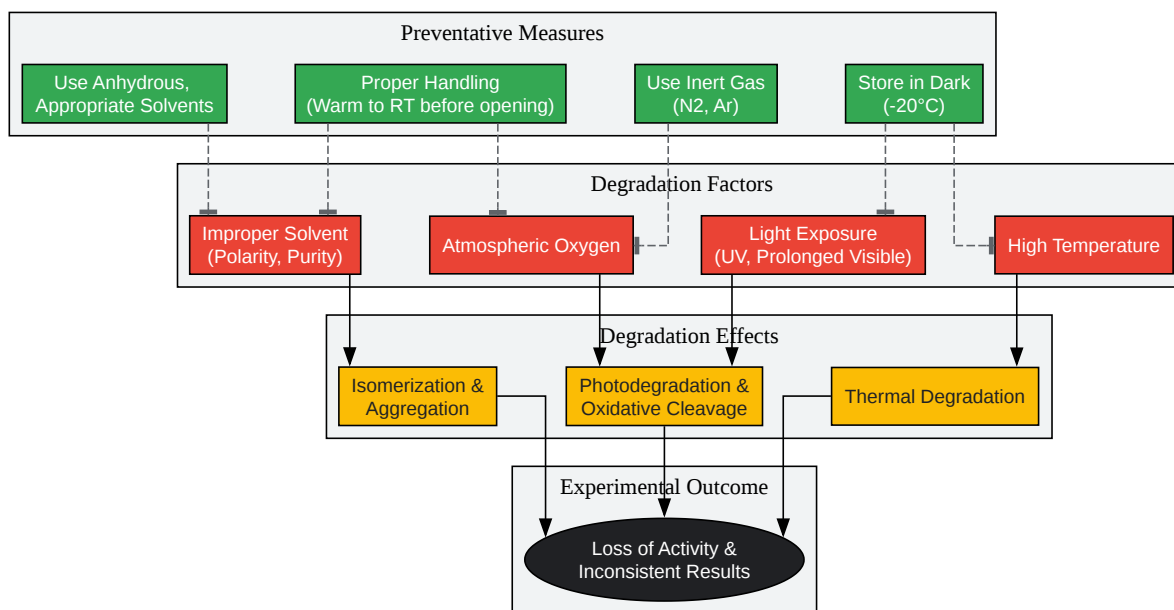 Preventative Measures
Use Anhydrous,
Appropriate Solvents
Proper Handling
(Warm to RT before opening)
Use Inert Gas
(N2, Ar)
Store in Dark
(-20°C)
Degradation Factors
Improper Solvent
(Polarity, Purity)
Atmospheric Oxygen
Light Exposure
(UV, Prolonged Visible)
High Temperature
Degradation Effects
Isomerization &
Aggregation
Photodegradation &
Oxidative Cleavage
Thermal Degradation
Experimental Outcome
Loss of Activity &
Inconsistent Results